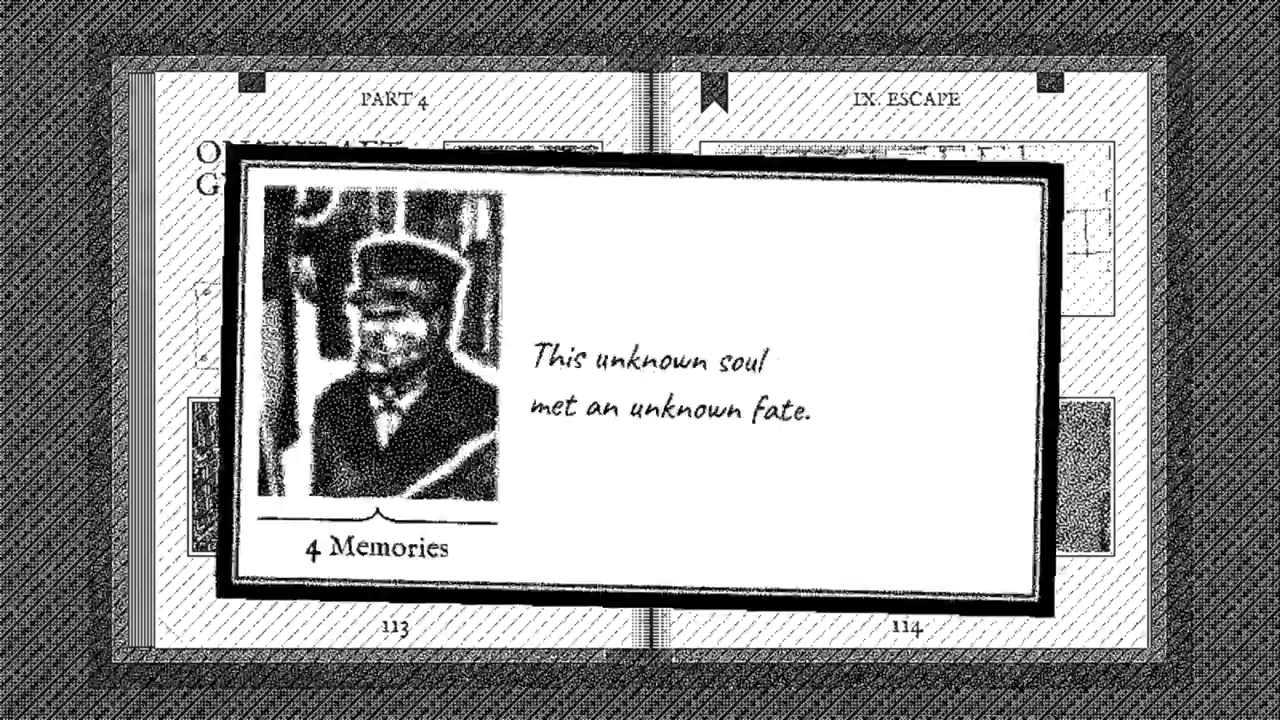 PART 4
IX. ESCAPE
This unknown soul
met an unknown fate.
4 Memories
113
114